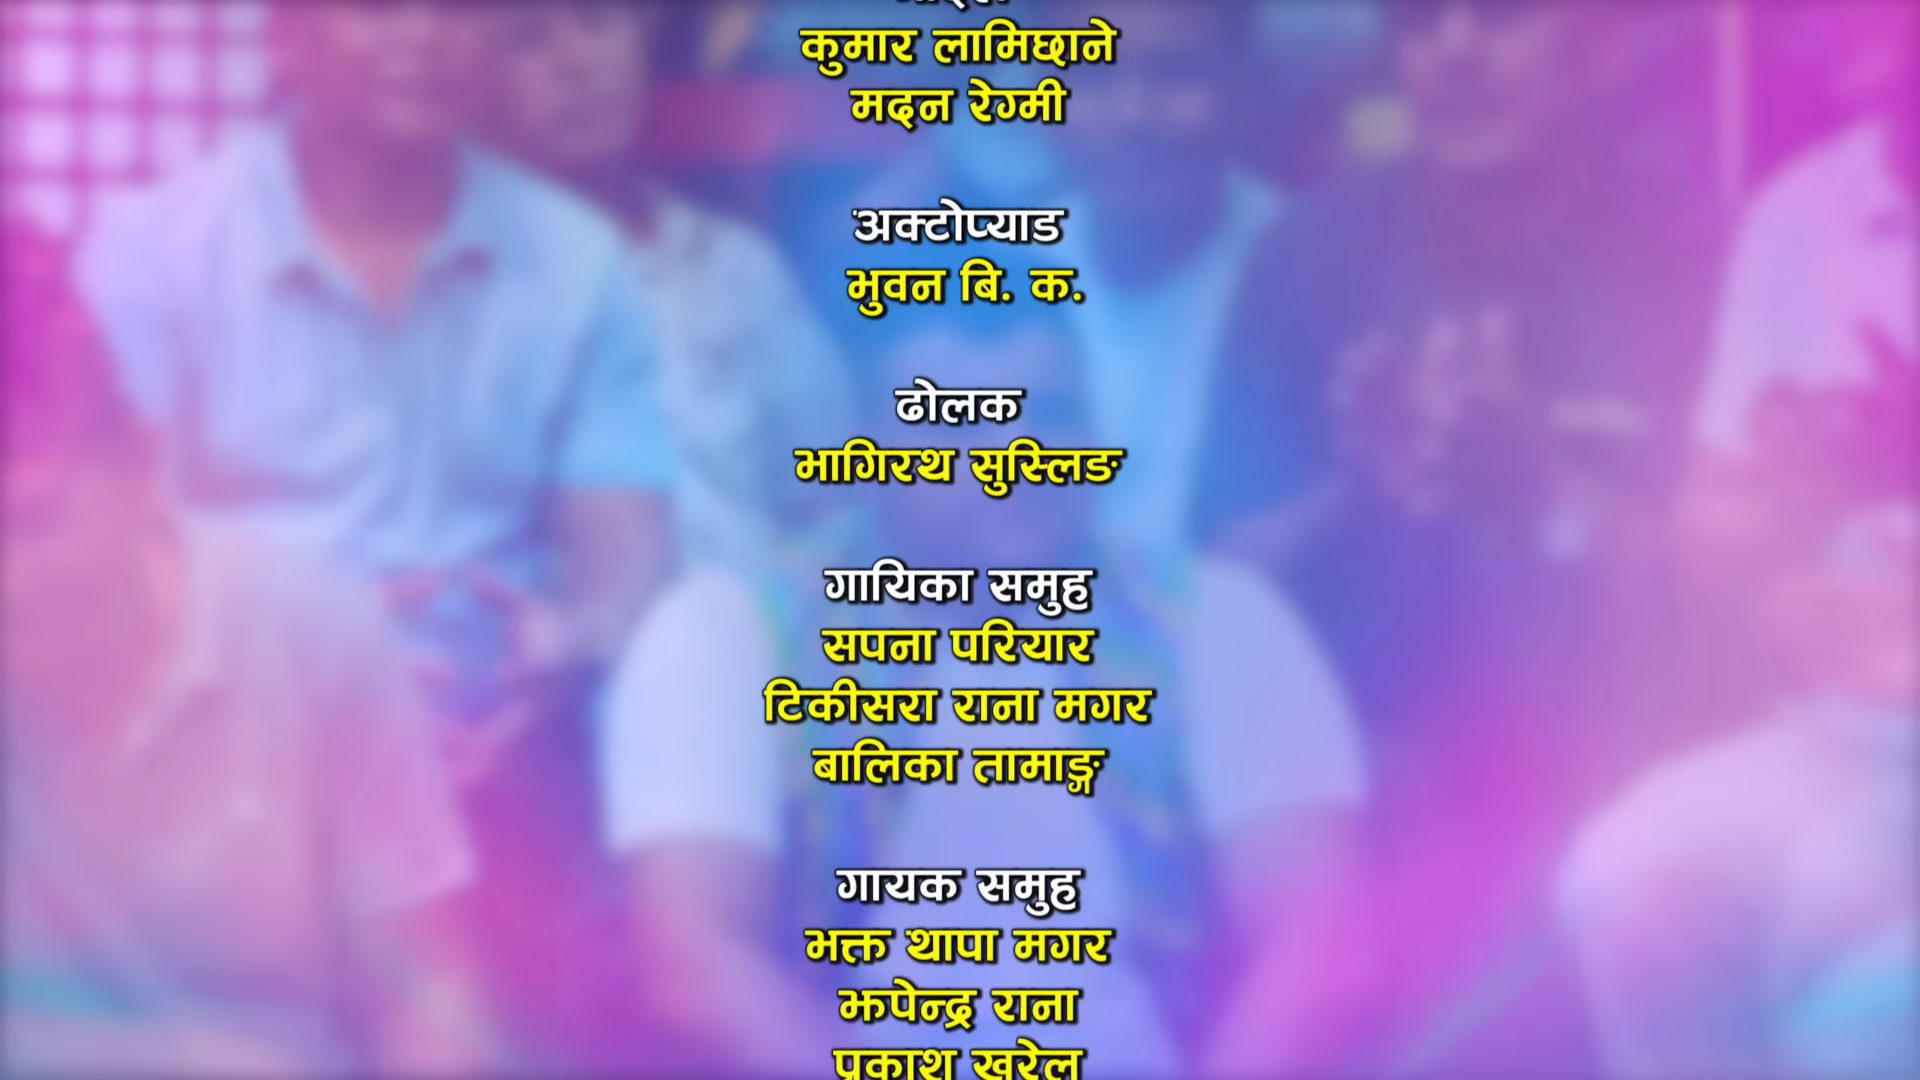 कुमार लामिछाने
मदन रेग्मी
अक्टोप्याड
भुवन बि. क.
ढोलक
भागिरथ सुस्लिङ
गायिका समुह
सपना परियार
टिकीसरा राना मगर
बालिका तामाङ्ग
गायक समुह
भक्त थापा मगर
झपेन्द्र राना
प्रकाश खरेल